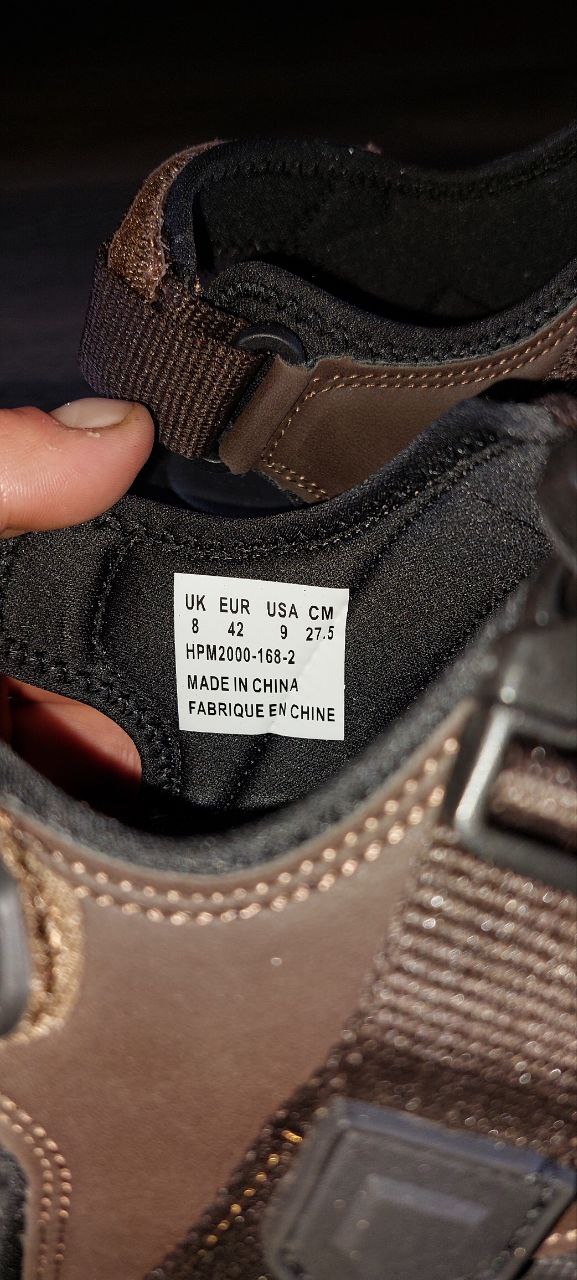 UK EUR USA CM
8 42 9 27.5
HPM2000-168-2
MADE IN CHINA
FABRIQUE EN CHINE